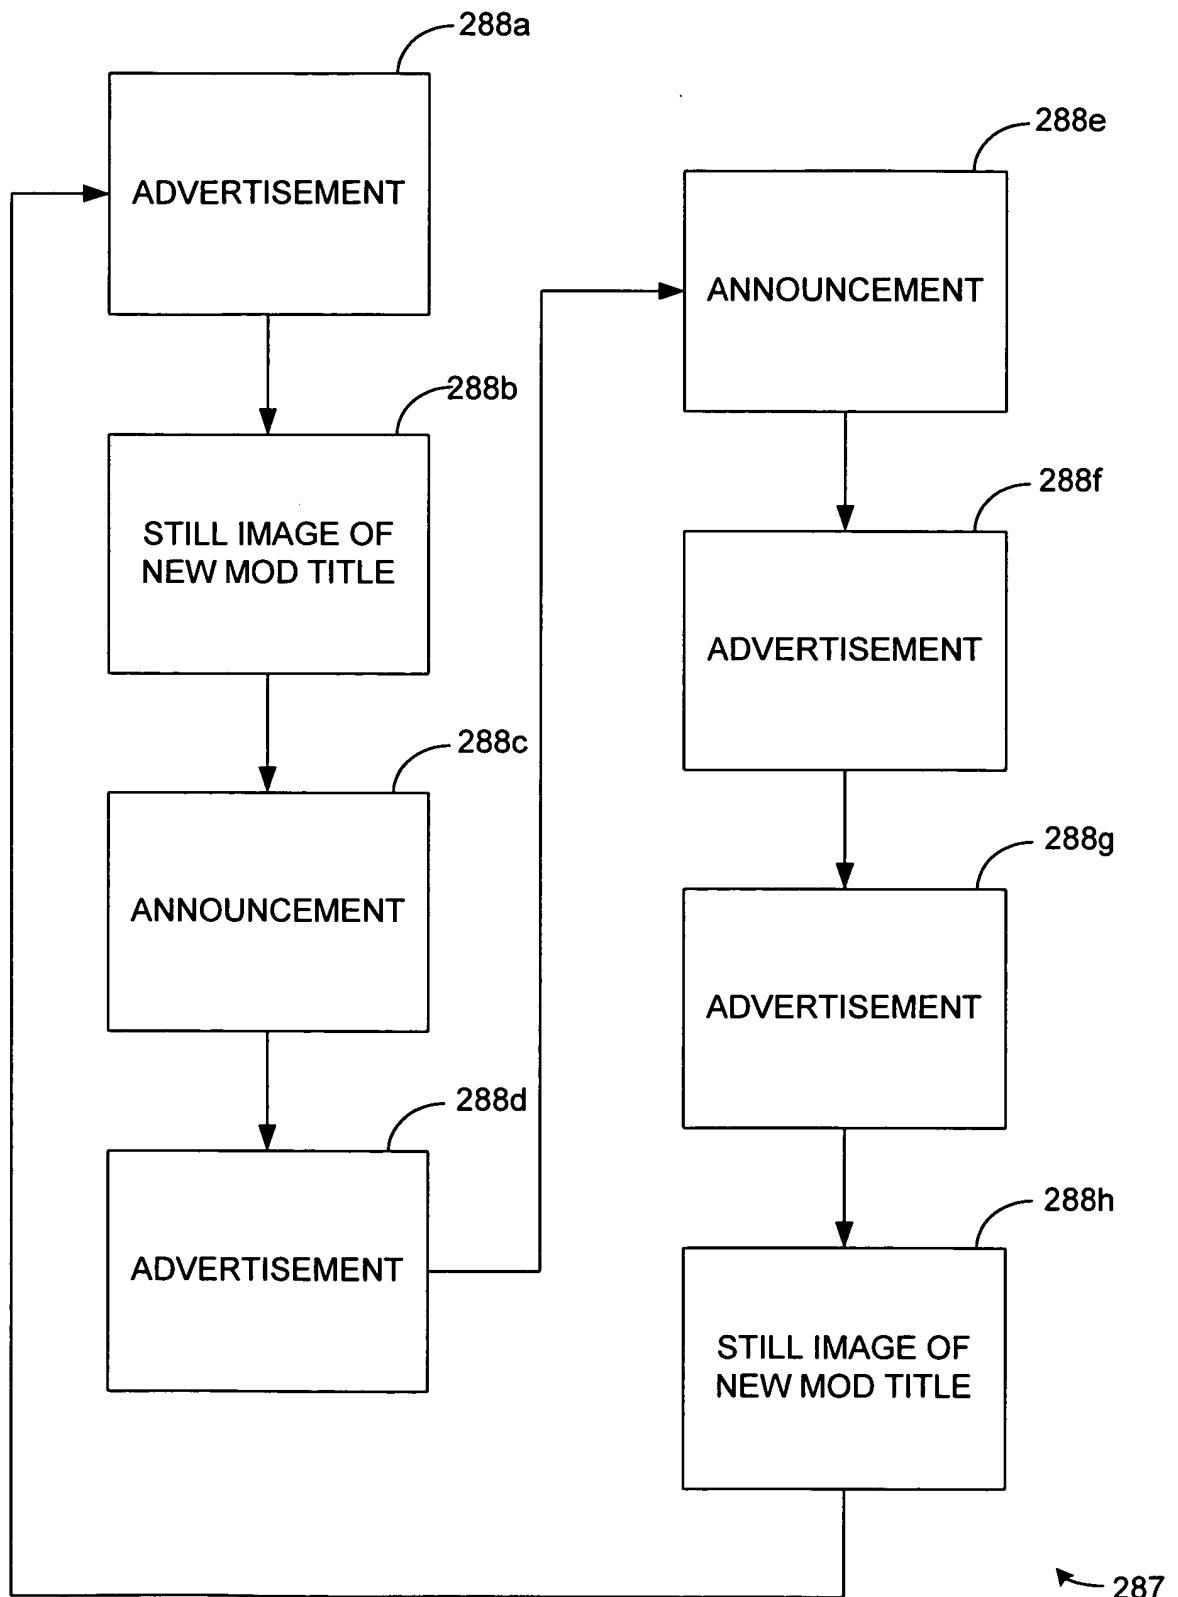 288a
ADVERTISEMENT
288b
STILL IMAGE OF
NEW MOD TITLE
288c
ANNOUNCEMENT
288d
ADVERTISEMENT
288e
ANNOUNCEMENT
288f
ADVERTISEMENT
288g
ADVERTISEMENT
288h
STILL IMAGE OF
NEW MOD TITLE
287